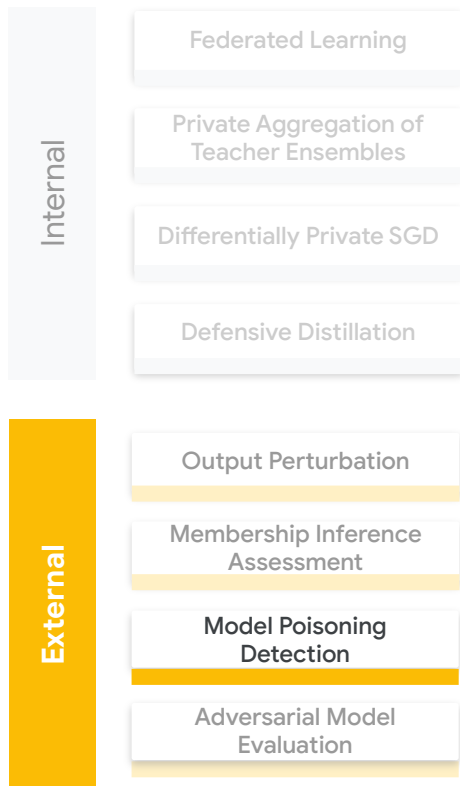 Internal
Federated Learning
Private Aggregation of
Teacher Ensembles
Differentially Private SGD
Defensive Distillation
External
Output Perturbation
Membership Inference
Assessment
Model Poisoning
Detection
Adversarial Model
Evaluation